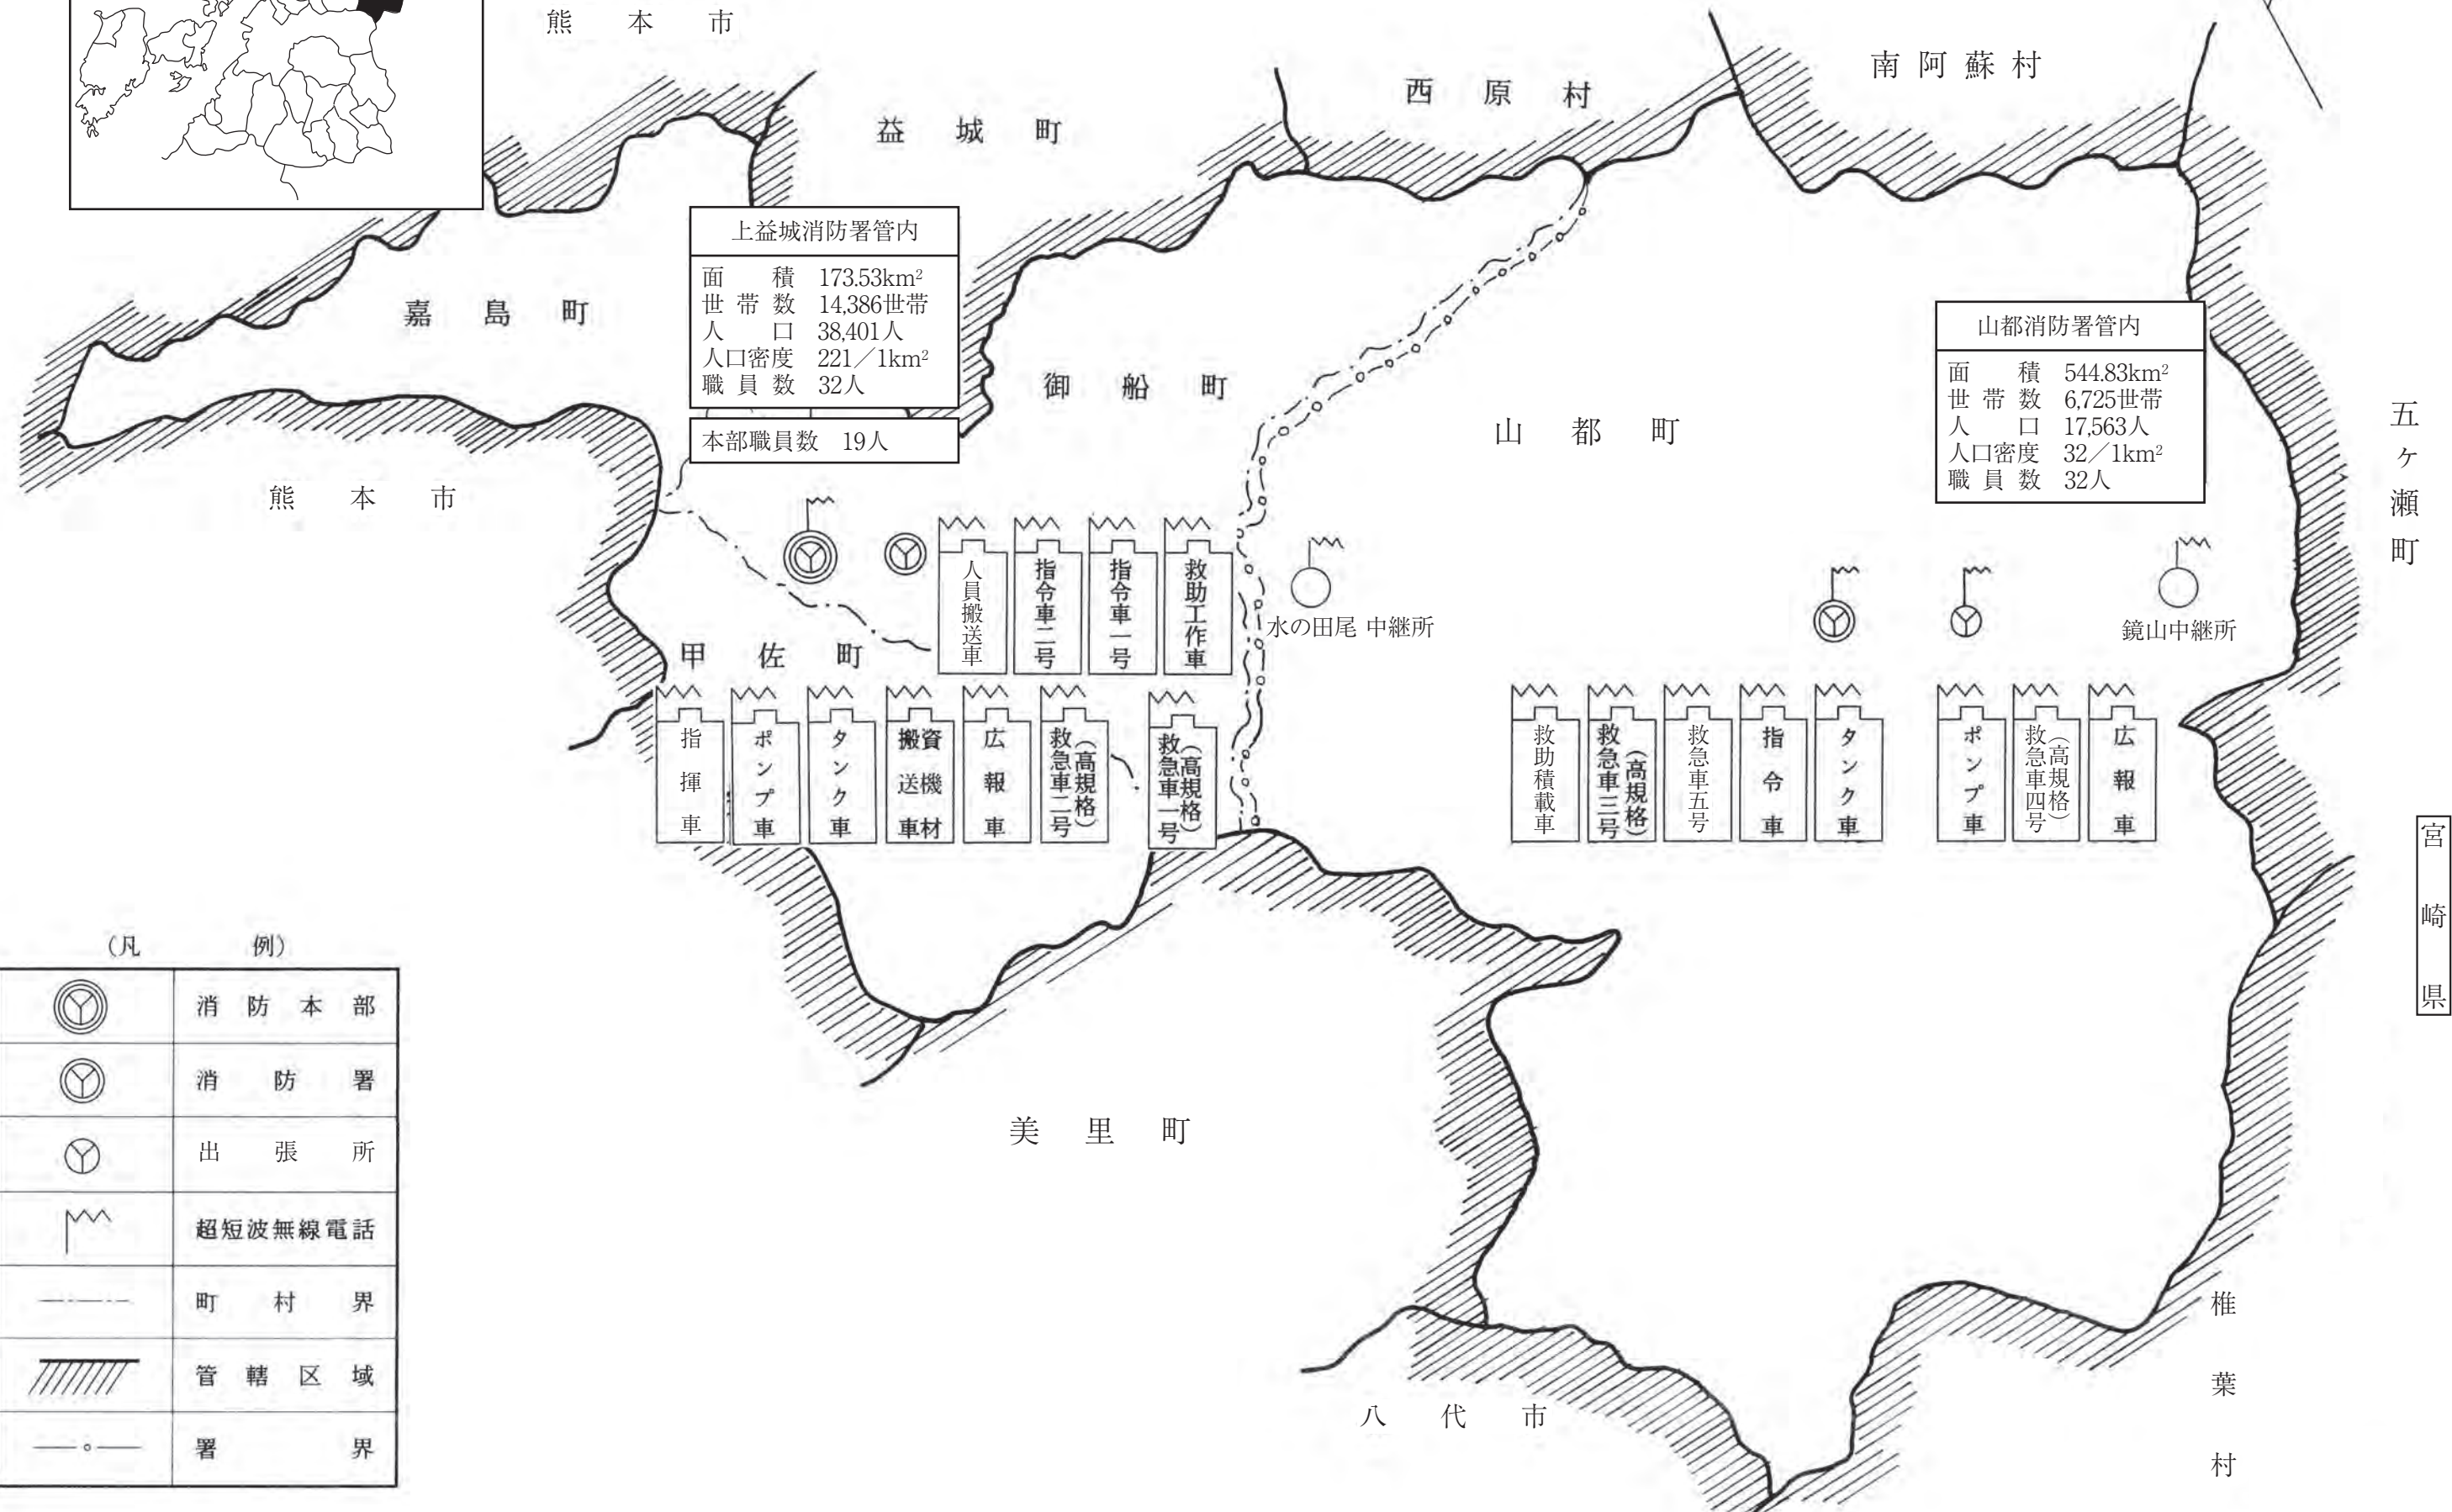 熊本市
南阿蘇村
西原村
益城町
上益城消防署管内
面積 173.53km²
世帯数 14,386世帯
人口 38,401人
人口密度 221／1km²
職員数 32人
本部職員数 19人
嘉島町
御船町
山都町
山都消防署管内
面積 544.83km²
世帯数 6,725世帯
人口 17,563人
人口密度 32／1km²
職員数 32人
五ヶ瀬町
熊本市
人員搬送車
指令車二号
指令車一号
救助工作車
水の田尾 中継所
鏡山中継所
甲佐町
指揮車
ポンプ車
タンク車
資機材
搬送車
広報車
(高規格)
救急車二号
(高規格)
救急車一号
救助積載車
(高規格)
救急車三号
救急車五号
指令車
タンク車
ポンプ車
(高規格)
救急車四号
広報車
宮崎県
(凡例)
消防本部
消防署
出張所
超短波無線電話
町村界
管轄区域
署界
美里町
八代市
椎葉村